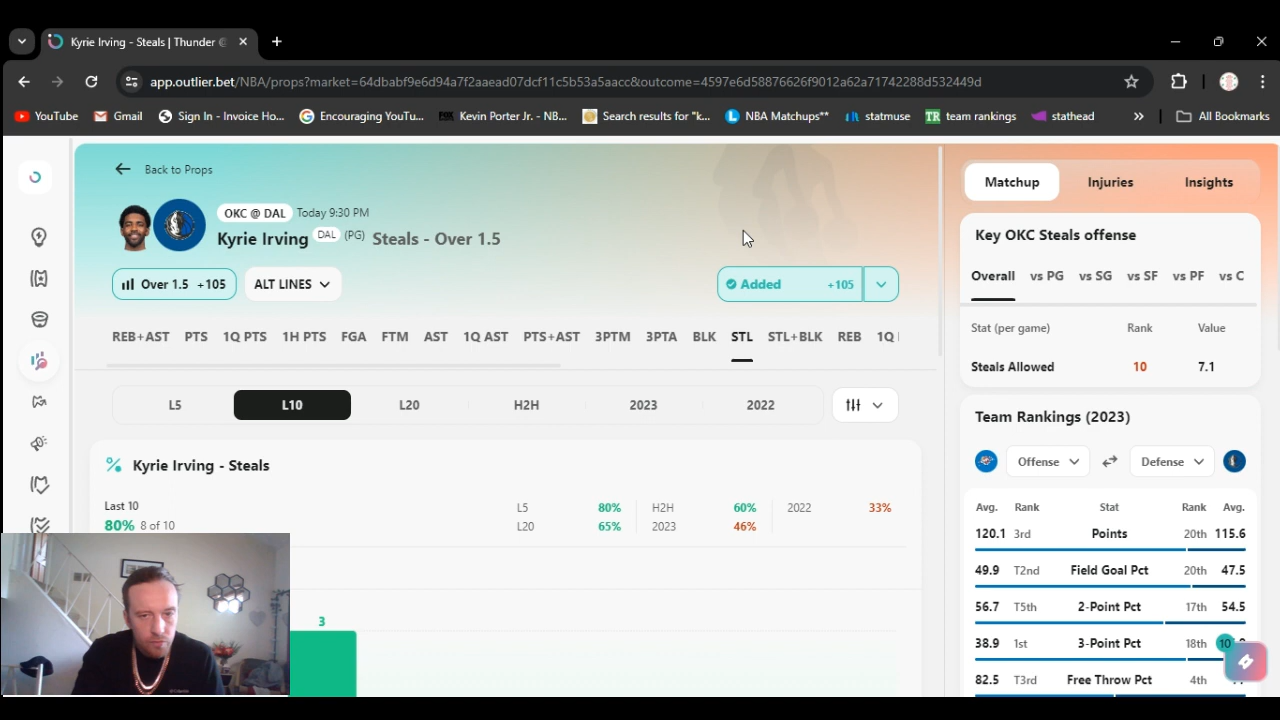 Kyrie Irving - Steals | Thunder @
app.outlier.bet/NBA/props?market=64dbabf9e6d94a7f2aaead07dcf11c5b53a5aacc&outcome=4597e6d58876626f9012a62a71742288d532449d
YouTube Gmail Sign In - Invoice Ho... Encouraging YouTu... Kevin Porter Jr. - NB... Search results for "k... NBA Matchups** statmuse team rankings stathead » All Bookmarks
Back to Props
OKC @ DAL Today 9:30 PM
Kyrie Irving DAL (PG) Steals - Over 1.5
Over 1.5 +105 ALT LINES Added +105
REB+AST PTS 1Q PTS 1H PTS FGA FTM AST 1Q AST PTS+AST 3PTM 3PTA BLK STL STL+BLK REB 1Q
L5 L10 L20 H2H 2023 2022
Kyrie Irving - Steals
Last 10
80% 8 of 10
L5 80% H2H 60% 2022 33%
L20 65% 2023 46%
3
Matchup Injuries Insights
Key OKC Steals offense
Overall vs PG vs SG vs SF vs PF vs C
Stat (per game) Rank Value
Steals Allowed 10 7.1
Team Rankings (2023)
Offense Defense
Avg. Rank Stat Rank Avg.
120.1 3rd Points 20th 115.6
49.9 T2nd Field Goal Pct 20th 47.5
56.7 T5th 2-Point Pct 17th 54.5
38.9 1st 3-Point Pct 18th
82.5 T3rd Free Throw Pct 4th